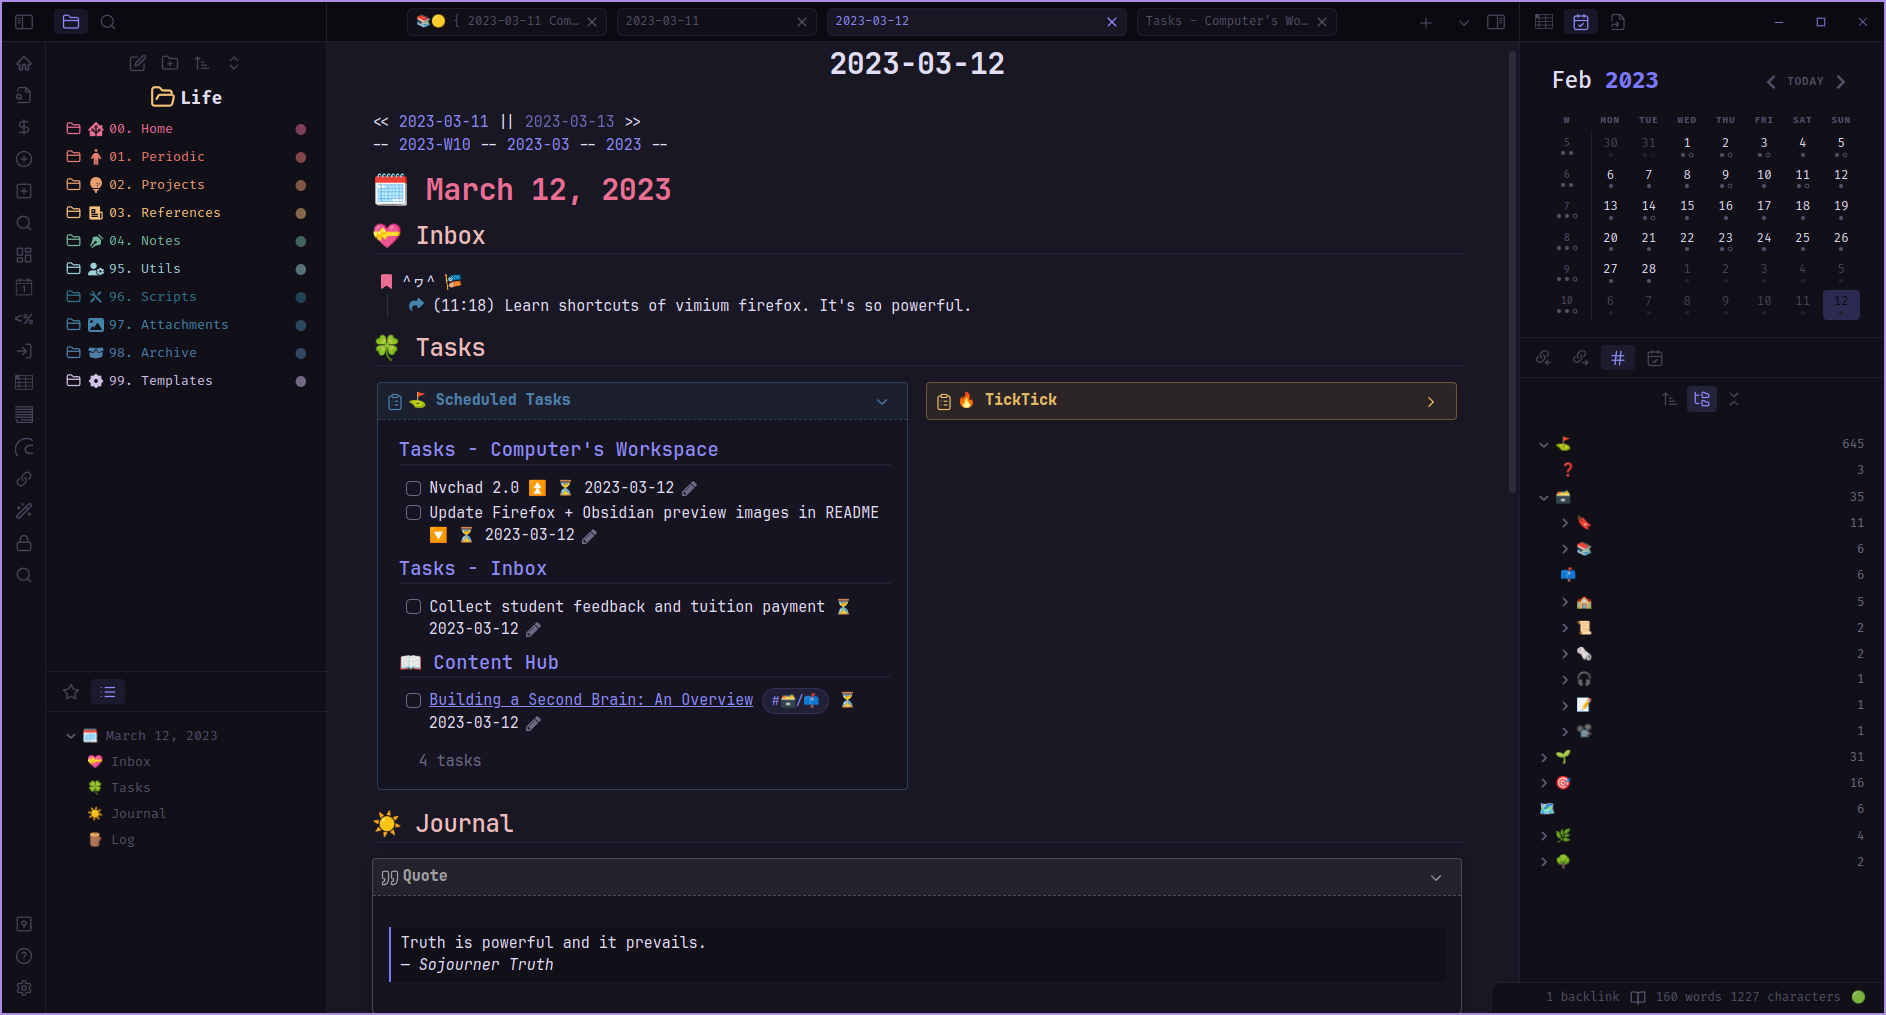 { 2023-03-11 Com…
2023-03-11
2023-03-12
Tasks - Computer's Wo…
Life
00. Home
01. Periodic
02. Projects
03. References
04. Notes
95. Utils
96. Scripts
97. Attachments
98. Archive
99. Templates
March 12, 2023
Inbox
Tasks
Journal
Log
2023-03-12
<< 2023-03-11 || 2023-03-13 >>
-- 2023-W10 -- 2023-03 -- 2023 --
March 12, 2023
Inbox
^ヮ^
(11:18) Learn shortcuts of vimium firefox. It's so powerful.
Tasks
Scheduled Tasks
Tasks - Computer's Workspace
Nvchad 2.0 ⏫ ⏳ 2023-03-12
Update Firefox + Obsidian preview images in README
🔽 ⏳ 2023-03-12
Tasks - Inbox
Collect student feedback and tuition payment ⏳
2023-03-12
📖 Content Hub
Building a Second Brain: An Overview #🗃️/📫 ⏳
2023-03-12
4 tasks
TickTick
Journal
Quote
Truth is powerful and it prevails.
— Sojourner Truth
Feb 2023
TODAY
W MON TUE WED THU FRI SAT SUN
5 30 31 1 2 3 4 5
6 6 7 8 9 10 11 12
7 13 14 15 16 17 18 19
8 20 21 22 23 24 25 26
9 27 28 1 2 3 4 5
10 6 7 8 9 10 11 12
645
3
35
11
6
6
5
2
2
1
1
1
31
16
6
4
2
1 backlink 160 words 1227 characters